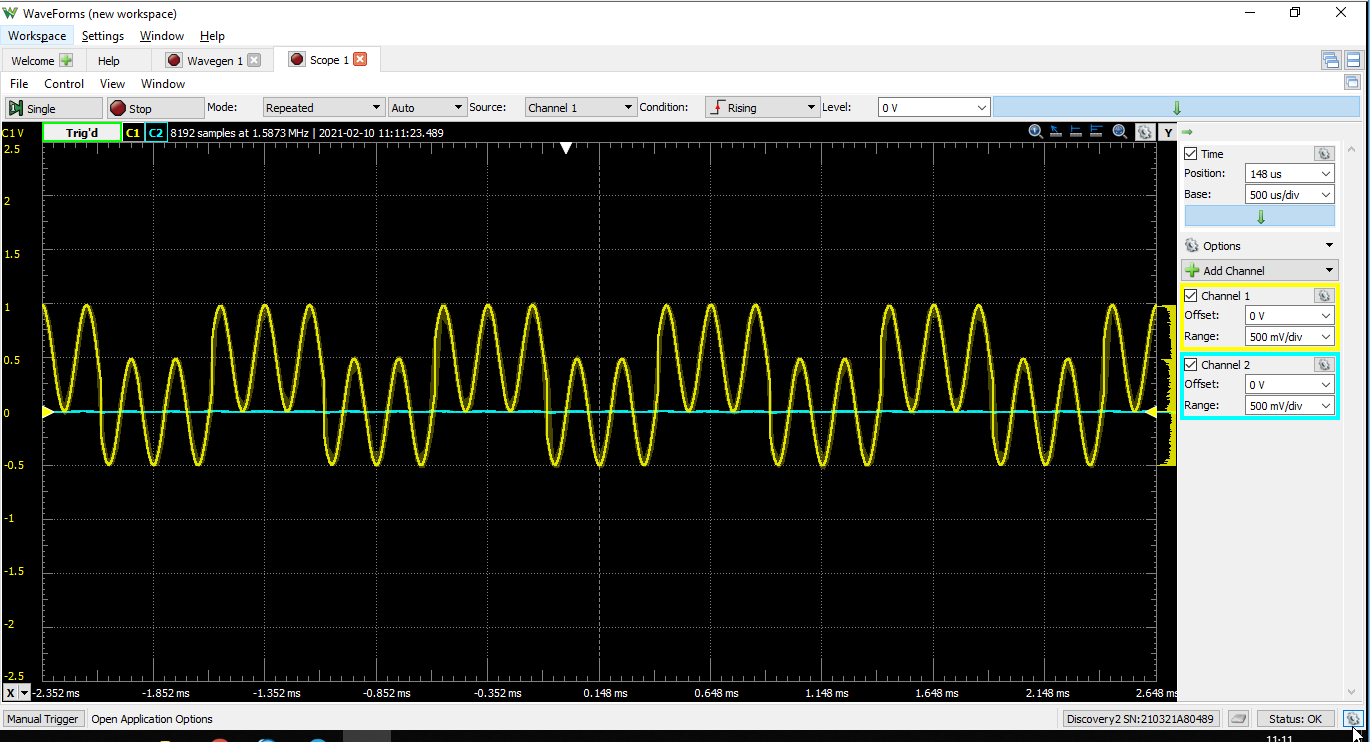 WaveForms (new workspace)
Workspace Settings Window Help
Welcome Help Wavegen 1 Scope 1
File Control View Window
Single Stop Mode: Repeated Auto Source: Channel 1 Condition: Rising Level: 0 V
C1 V Trig'd C1 C2 8192 samples at 1.5873 MHz | 2021-02-10 11:11:23.489 Y
2.5
2
1.5
1
0.5
0
-0.5
-1
-1.5
-2
-2.5
X -2.352 ms -1.852 ms -1.352 ms -0.852 ms -0.352 ms 0.148 ms 0.648 ms 1.148 ms 1.648 ms 2.148 ms 2.648 ms
Time
Position: 148 us
Base: 500 us/div
Options
Add Channel
Channel 1
Offset: 0 V
Range: 500 mV/div
Channel 2
Offset: 0 V
Range: 500 mV/div
Manual Trigger Open Application Options Discovery2 SN:210321A80489 Status: OK
11:11